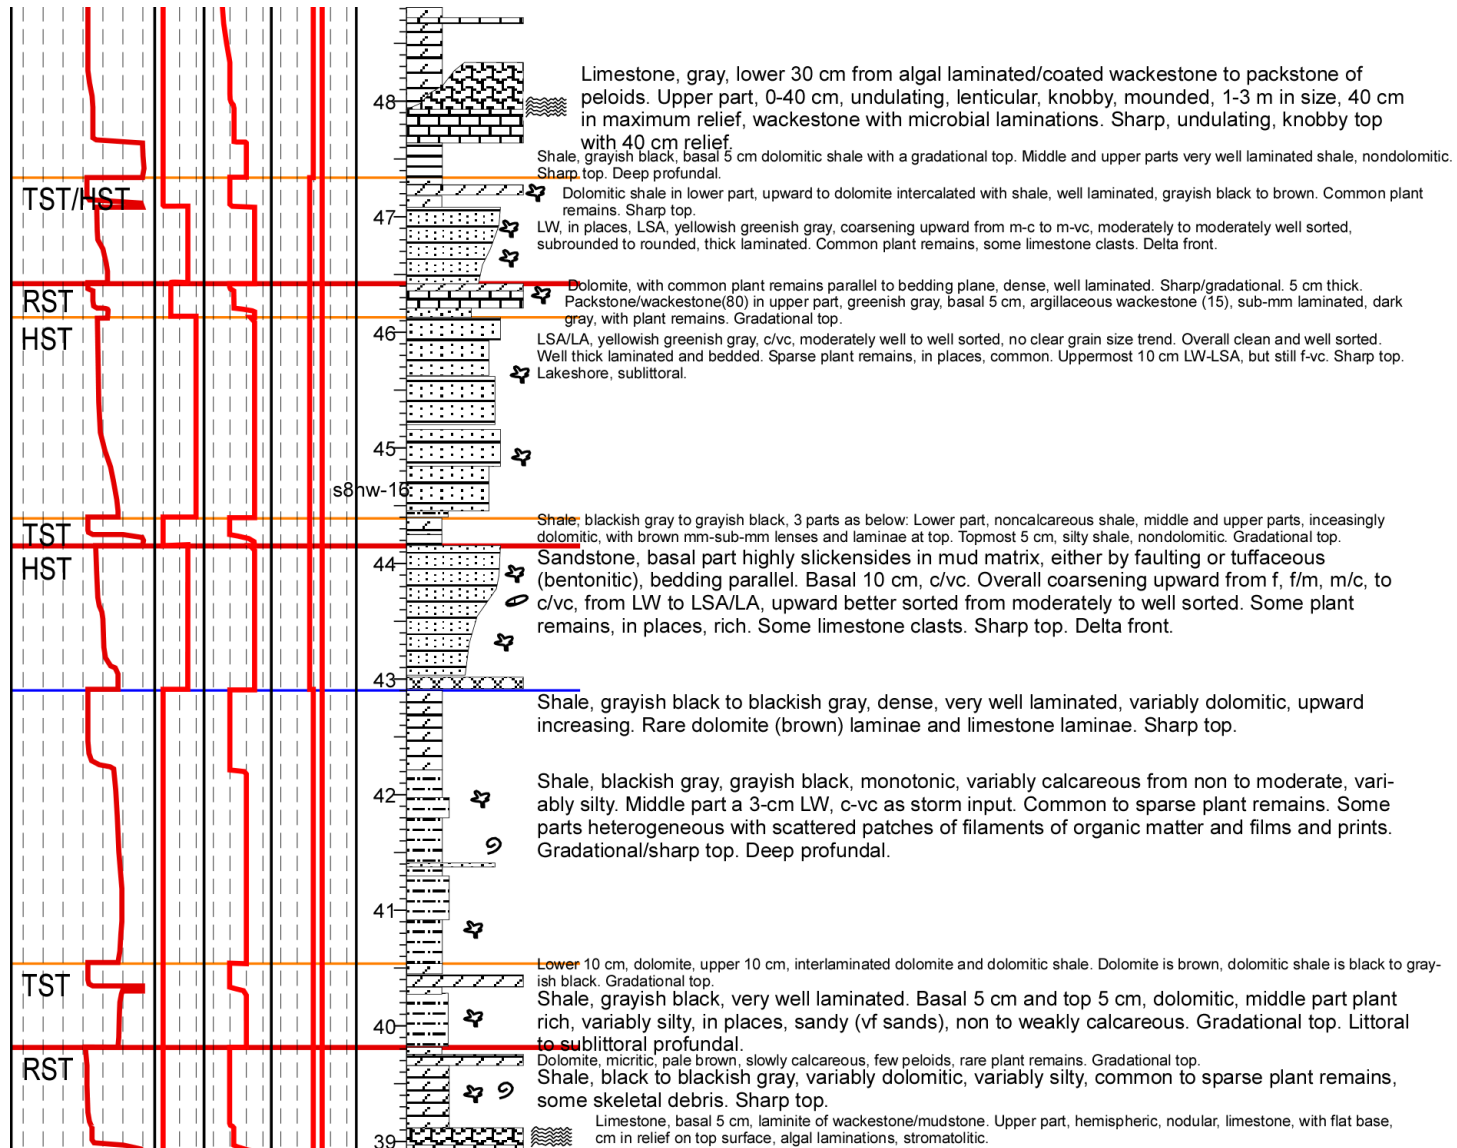 Limestone, gray, lower 30 cm from algal laminated/coated wackestone to packstone of
48
peloids. Upper part, 0-40 cm, undulating, lenticular, knobby, mounded, 1-3 m in size, 40 cm
in maximum relief, wackestone with microbial laminations. Sharp, undulating, knobby top
with 40 cm relief.
Shale, grayish black, basal 5 cm dolomitic shale with a gradational top. Middle and upper parts very well laminated shale, nondolomitic.
Sharp top. Deep profundal.
TST/HST
Dolomitic shale in lower part, upward to dolomite intercalated with shale, well laminated, grayish black to brown. Common plant
remains. Sharp top.
47
LW, in places, LSA, yellowish greenish gray, coarsening upward from m-c to m-vc, moderately to moderately well sorted,
subrounded to rounded, thick laminated. Common plant remains, some limestone clasts. Delta front.
RST
Dolomite, with common plant remains parallel to bedding plane, dense, well laminated. Sharp/gradational. 5 cm thick.
Packstone/wackestone(80) in upper part, greenish gray, basal 5 cm, argillaceous wackestone (15), sub-mm laminated, dark
gray, with plant remains. Gradational top.
46
HST
LSA/LA, yellowish greenish gray, c/vc, moderately well to well sorted, no clear grain size trend. Overall clean and well sorted.
Well thick laminated and bedded. Sparse plant remains, in places, common. Uppermost 10 cm LW-LSA, but still f-vc. Sharp top.
Lakeshore, sublittoral.
45
TST
Shale, blackish gray to grayish black, 3 parts as below: Lower part, noncalcareous shale, middle and upper parts, inceasingly
dolomitic, with brown mm-sub-mm lenses and laminae at top. Topmost 5 cm, silty shale, nondolomitic. Gradational top.
44
HST
Sandstone, basal part highly slickensides in mud matrix, either by faulting or tuffaceous
(bentonitic), bedding parallel. Basal 10 cm, c/vc. Overall coarsening upward from f, f/m, m/c, to
c/vc, from LW to LSA/LA, upward better sorted from moderately to well sorted. Some plant
remains, in places, rich. Some limestone clasts. Sharp top. Delta front.
43
Shale, grayish black to blackish gray, dense, very well laminated, variably dolomitic, upward
increasing. Rare dolomite (brown) laminae and limestone laminae. Sharp top.
42
Shale, blackish gray, grayish black, monotonic, variably calcareous from non to moderate, vari-
ably silty. Middle part a 3-cm LW, c-vc as storm input. Common to sparse plant remains. Some
parts heterogeneous with scattered patches of filaments of organic matter and films and prints.
Gradational/sharp top. Deep profundal.
41
TST
Lower 10 cm, dolomite, upper 10 cm, interlaminated dolomite and dolomitic shale. Dolomite is brown, dolomitic shale is black to gray-
ish black. Gradational top.
Shale, grayish black, very well laminated. Basal 5 cm and top 5 cm, dolomitic, middle part plant
rich, variably silty, in places, sandy (vf sands), non to weakly calcareous. Gradational top. Littoral
to sublittoral profundal.
40
RST
Dolomite, micritic, pale brown, slowly calcareous, few peloids, rare plant remains. Gradational top.
Shale, black to blackish gray, variably dolomitic, variably silty, common to sparse plant remains,
some skeletal debris. Sharp top.
Limestone, basal 5 cm, laminite of wackestone/mudstone. Upper part, hemispheric, nodular, limestone, with flat base,
cm in relief on top surface, algal laminations, stromatolitic.
39